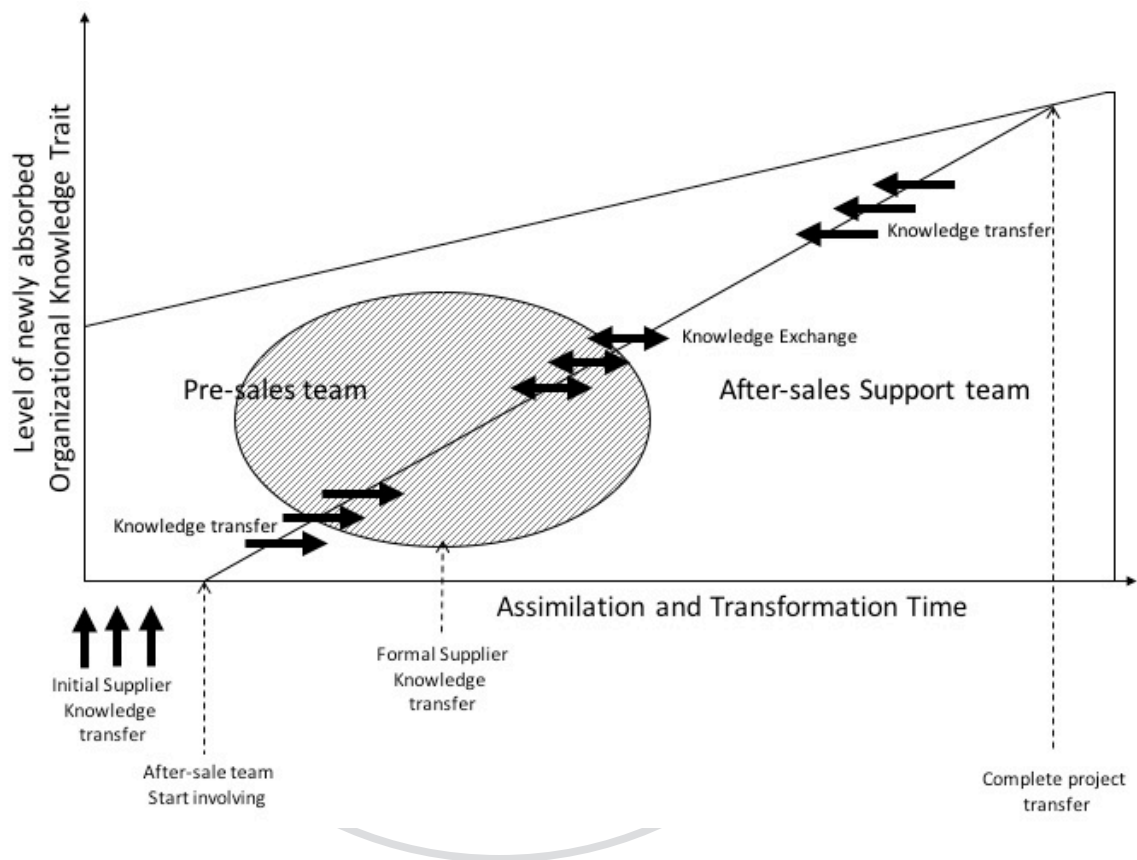 Level of newly absorbed
Organizational Knowledge Trait
Knowledge transfer
Knowledge Exchange
Pre-sales team
After-sales Support team
Knowledge transfer
Assimilation and Transformation Time
Initial Supplier
Knowledge
transfer
Formal Supplier
Knowledge
transfer
After-sale team
Start involving
Complete project
transfer